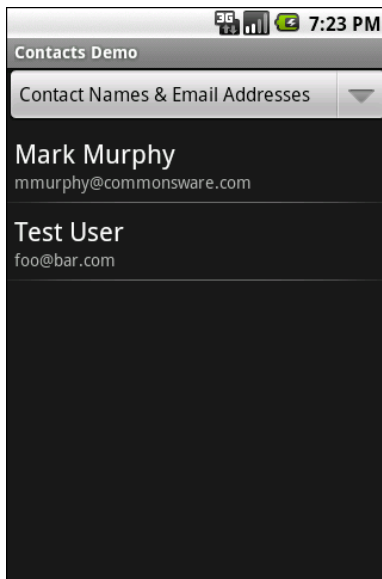 3G 7:23 PM
Contacts Demo
Contact Names & Email Addresses
Mark Murphy
mmurphy@commonsware.com
Test User
foo@bar.com